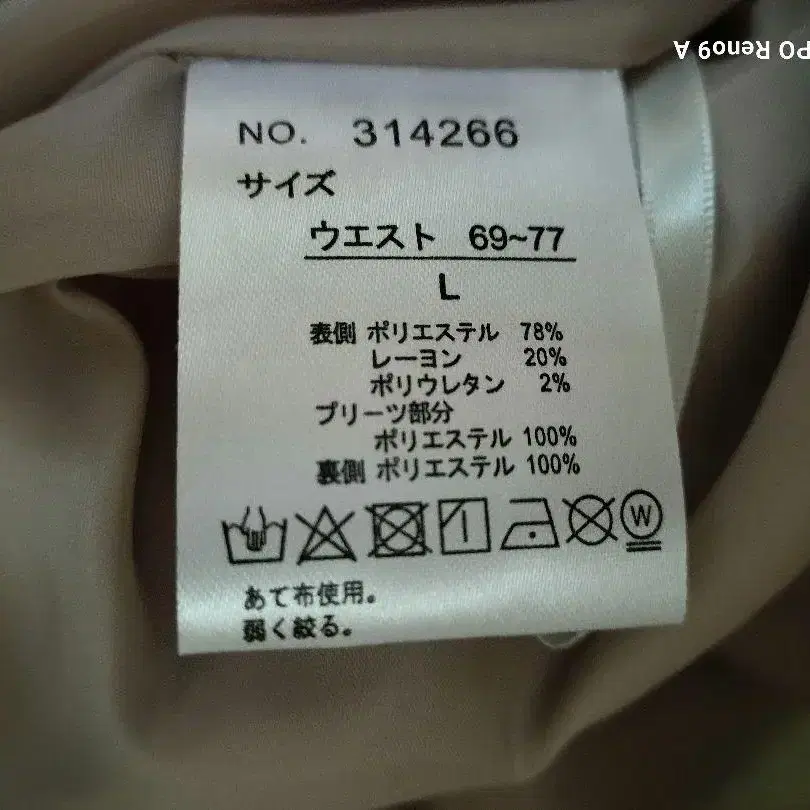 PO Reno9 A
NO. 314266
サイズ
ウエスト 69~77
L
表側 ポリエステル 78%
レーヨン 20%
ポリウレタン 2%
プリーツ部分
ポリエステル 100%
裏側 ポリエステル 100%
W
あて布使用。
弱く絞る。